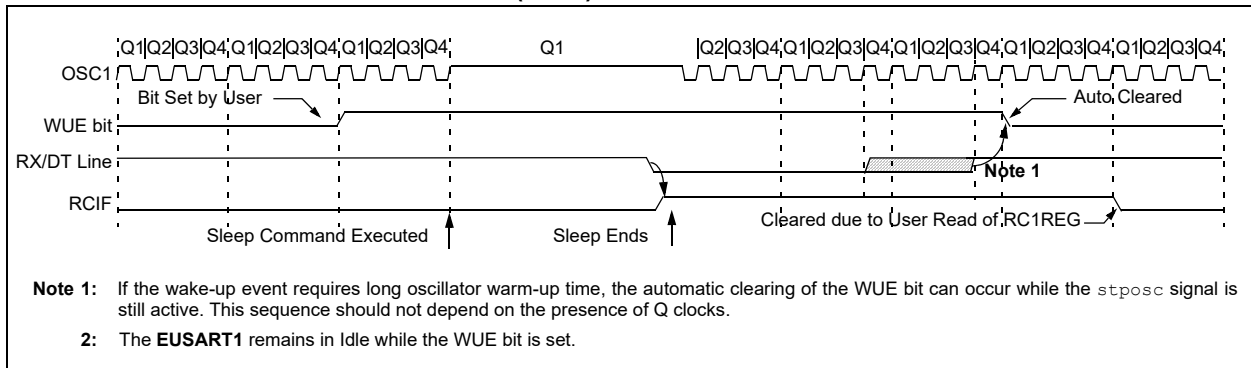 Q1 Q2 Q3 Q4 Q1 Q2 Q3 Q4 Q1 Q2 Q3 Q4 Q1 Q2 Q3 Q4 Q1 Q2 Q3 Q4 Q1 Q2 Q3 Q4 Q1 Q2 Q3 Q4 Q1 Q2 Q3 Q4
OSC1
Bit Set by User
Auto Cleared
WUE bit
RX/DT Line
Note 1
RCIF
Cleared due to User Read of RC1REG
Sleep Command Executed
Sleep Ends
Note 1: If the wake-up event requires long oscillator warm-up time, the automatic clearing of the WUE bit can occur while the stposc signal is
still active. This sequence should not depend on the presence of Q clocks.
2: The EUSART1 remains in Idle while the WUE bit is set.